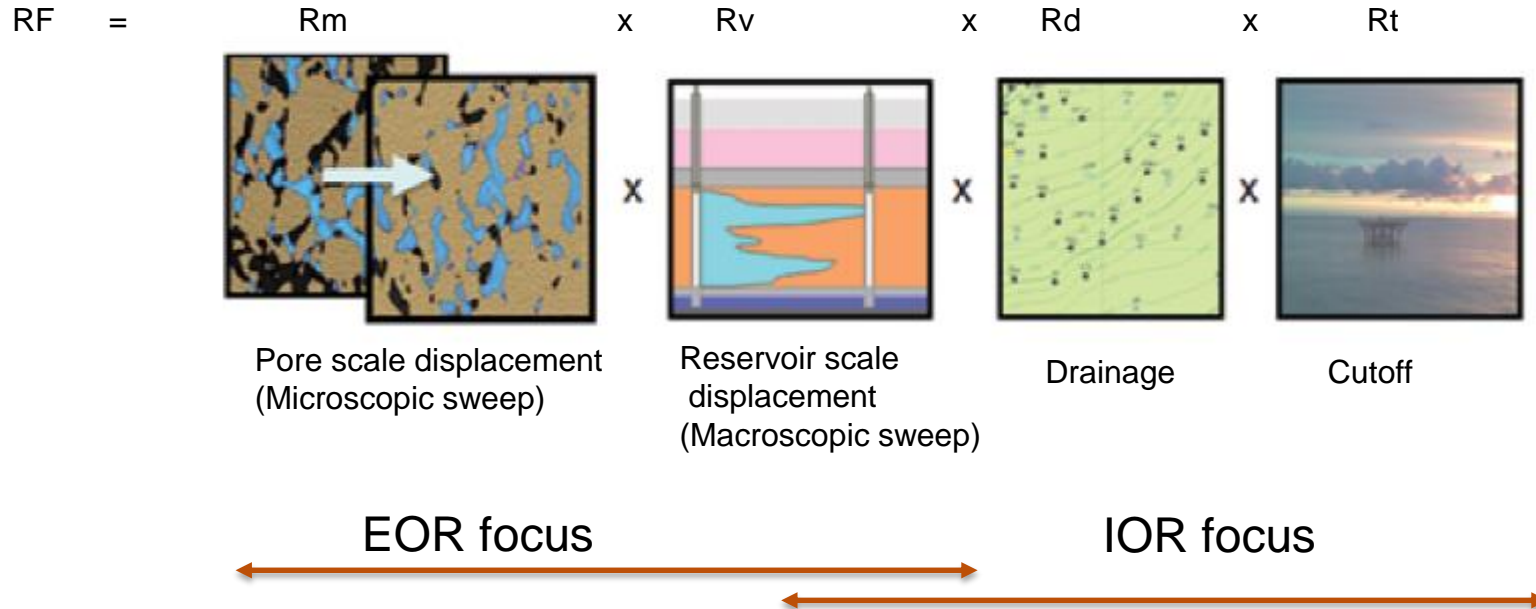 RF = Rm x Rv x Rd x Rt
x x x
Pore scale displacement
(Microscopic sweep)
Reservoir scale
displacement
(Macroscopic sweep)
Drainage
Cutoff
EOR focus
IOR focus